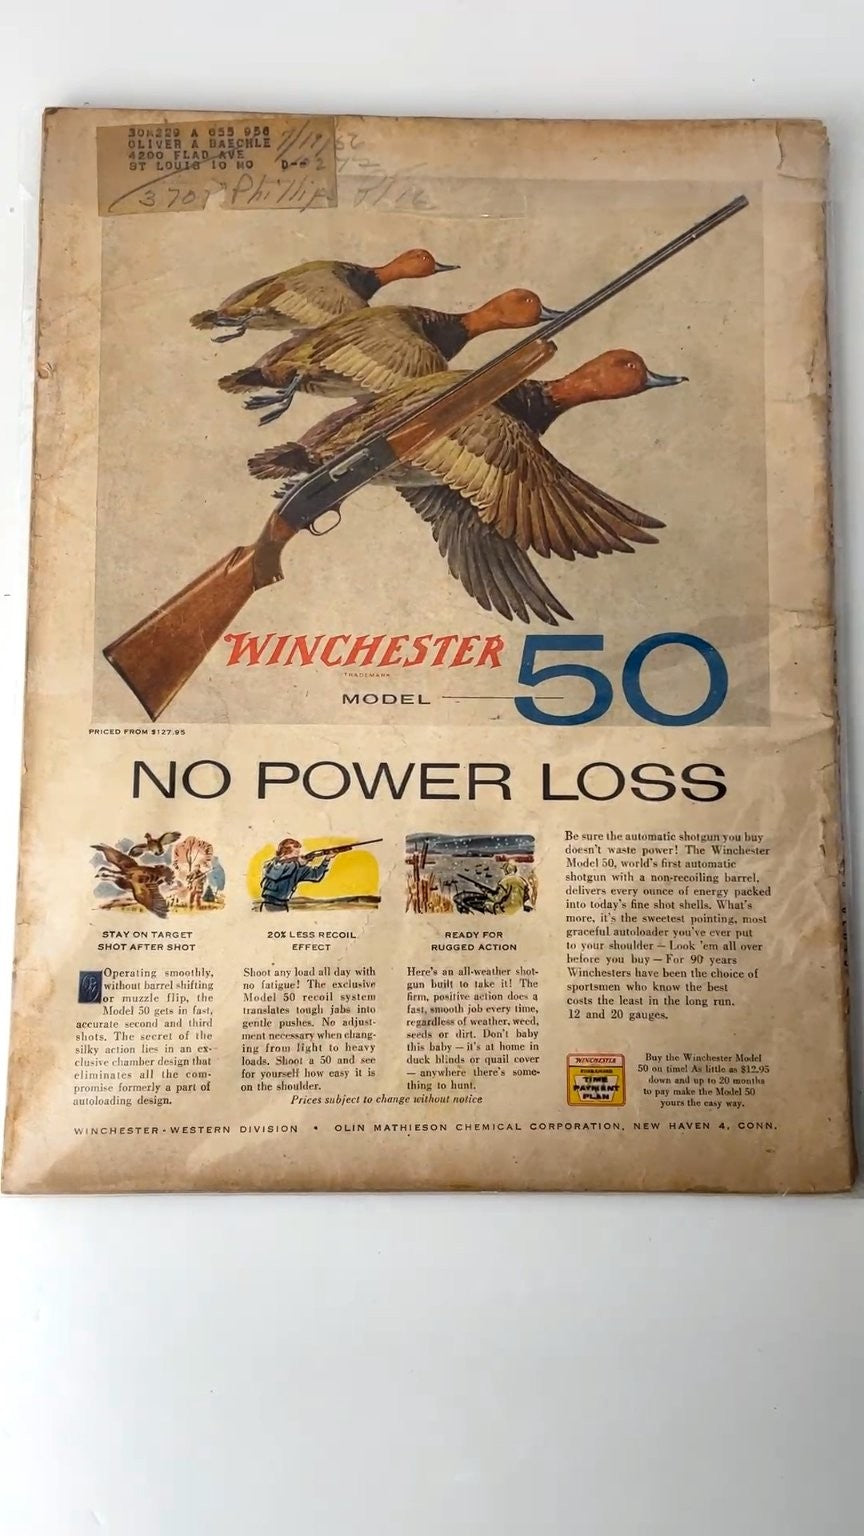 30K229 A 655 956
OLIVER A BAECHLE
4200 FLAD AVE
ST LOUIS 10 MO
7/19/56
3707 Phillip Pl 16
WINCHESTER
TRADEMARK
MODEL 50
PRICED FROM $127.95
NO POWER LOSS
STAY ON TARGET
SHOT AFTER SHOT
Operating smoothly,
without barrel shifting
or muzzle flip, the
Model 50 gets in fast,
accurate second and third
shots. The secret of the
silky action lies in an ex-
clusive chamber design that
eliminates all the com-
promise formerly a part of
autoloading design.
20% LESS RECOIL
EFFECT
Shoot any load all day with
no fatigue! The exclusive
Model 50 recoil system
translates tough jabs into
gentle pushes. No adjust-
ment necessary when chang-
ing from light to heavy
loads. Shoot a 50 and see
for yourself how easy it is
on the shoulder.
READY FOR
RUGGED ACTION
Here's an all-weather shot-
gun built to take it! The
firm, positive action does a
fast, smooth job every time,
regardless of weather, weed,
seeds or dirt. Don't baby
this baby — it's at home in
duck blinds or quail cover
— anywhere there's some-
thing to hunt.
Prices subject to change without notice
Be sure the automatic shotgun you buy
doesn't waste power! The Winchester
Model 50, world's first automatic
shotgun with a non-recoiling barrel,
delivers every ounce of energy packed
into today's fine shot shells. What's
more, it's the sweetest pointing, most
graceful autoloader you've ever put
to your shoulder — Look 'em all over
before you buy — For 90 years
Winchesters have been the choice of
sportsmen who know the best
costs the least in the long run.
12 and 20 gauges.
WINCHESTER
TIME
PAYMENT
PLAN
Buy the Winchester Model
50 on time! As little as $12.95
down and up to 20 months
to pay make the Model 50
yours the easy way.
WINCHESTER-WESTERN DIVISION • OLIN MATHIESON CHEMICAL CORPORATION, NEW HAVEN 4, CONN.